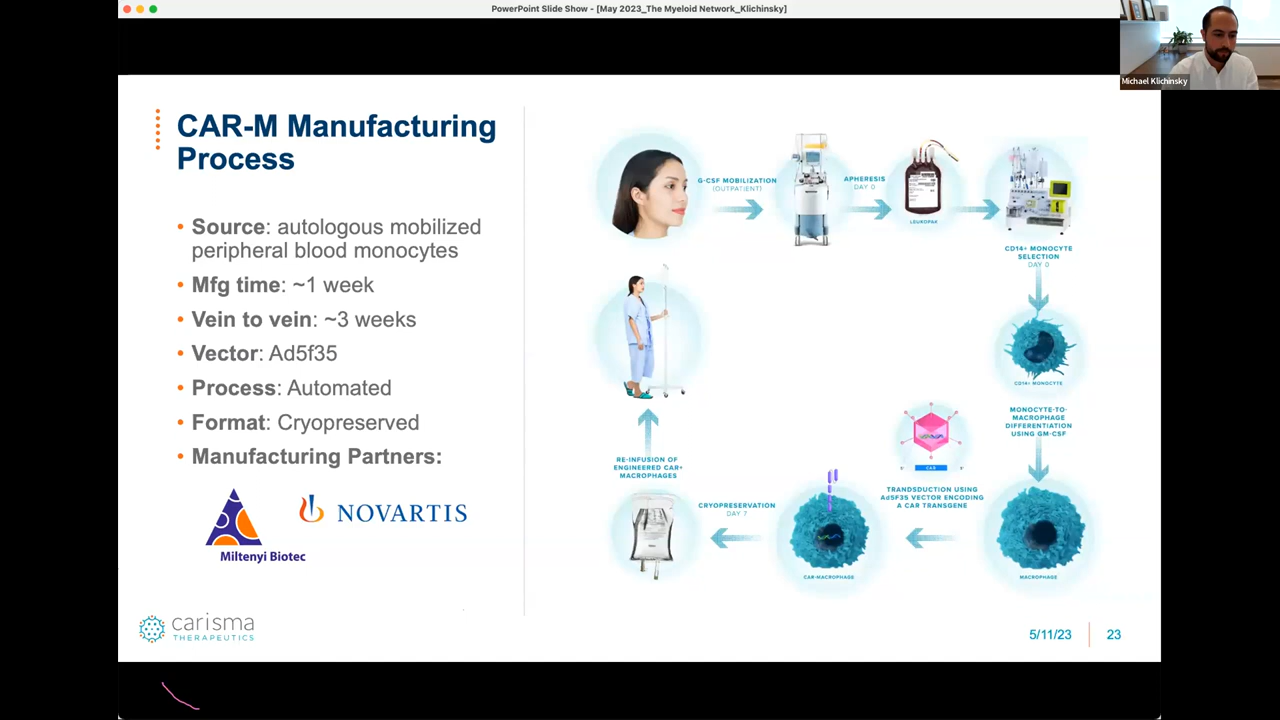 PowerPoint Slide Show - [May 2023_The Myeloid Network_Klichinsky]
Michael Klichinsky
CAR-M Manufacturing
Process
• Source: autologous mobilized
peripheral blood monocytes
• Mfg time: ~1 week
• Vein to vein: ~3 weeks
• Vector: Ad5f35
• Process: Automated
• Format: Cryopreserved
• Manufacturing Partners:
Miltenyi Biotec
NOVARTIS
G-CSF MOBILIZATION
(OUTPATIENT)
APHERESIS
DAY 0
LEUKOPAK
CD14+ MONOCYTE
SELECTION
DAY 0
CD14+ MONOCYTE
MONOCYTE-TO-
MACROPHAGE
DIFFERENTIATION
USING GM-CSF
MACROPHAGE
CAR
TRANDSDUCTION USING
Ad5F35 VECTOR ENCODING
A CAR TRANSGENE
CAR-MACROPHAGE
CRYOPRESERVATION
DAY 7
RE-INFUSION OF
ENGINEERED CAR+
MACROPHAGES
carisma
THERAPEUTICS
5/11/23
23